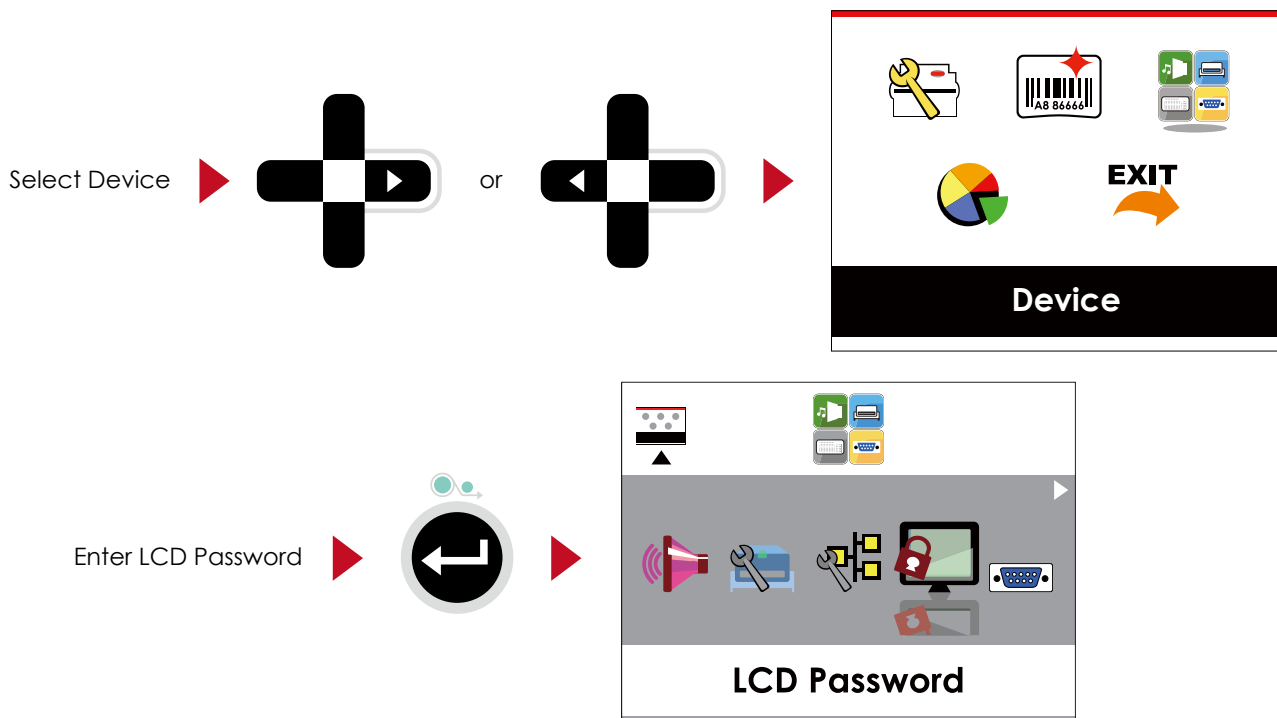 A8 86666
Select Device
or
EXIT
Device
Enter LCD Password
LCD Password